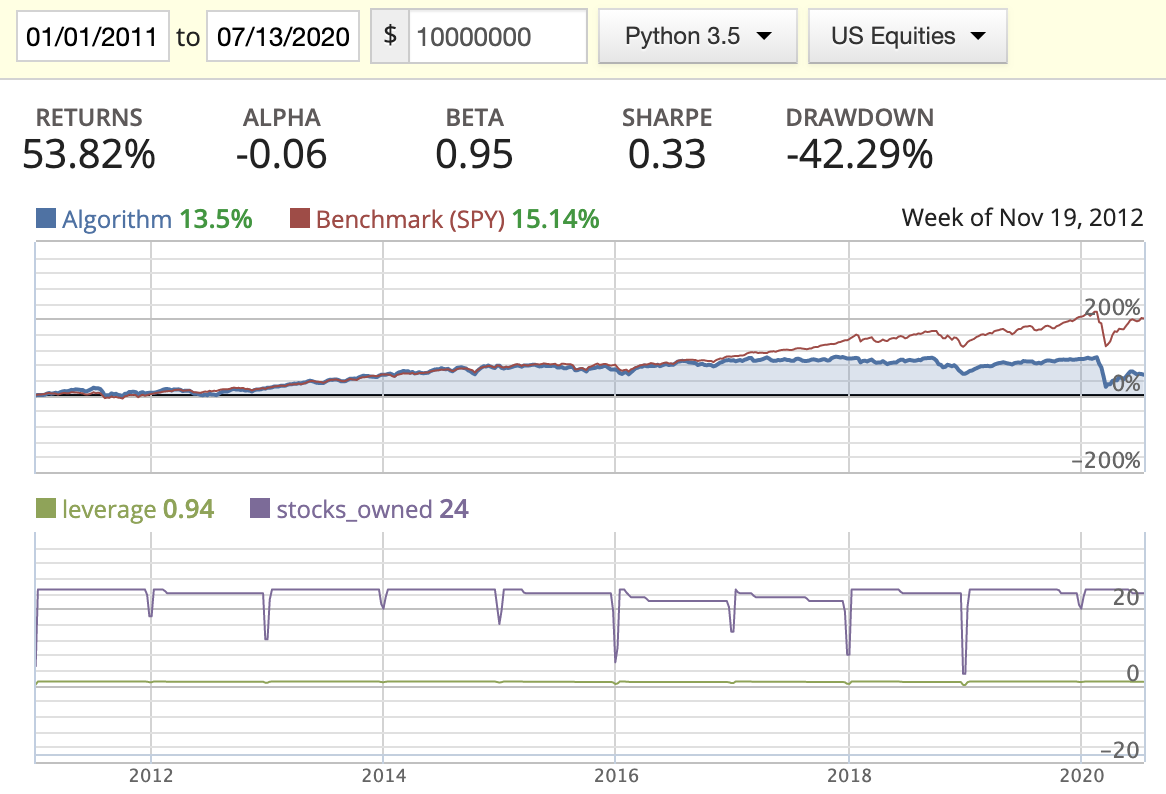 01/01/2011 to 07/13/2020 $ 10000000 Python 3.5 US Equities
RETURNS ALPHA BETA SHARPE DRAWDOWN
53.82% -0.06 0.95 0.33 -42.29%
Algorithm 13.5% Benchmark (SPY) 15.14% Week of Nov 19, 2012
200%
0%
−200%
leverage 0.94 stocks_owned 24
20
0
−20
2012 2014 2016 2018 2020